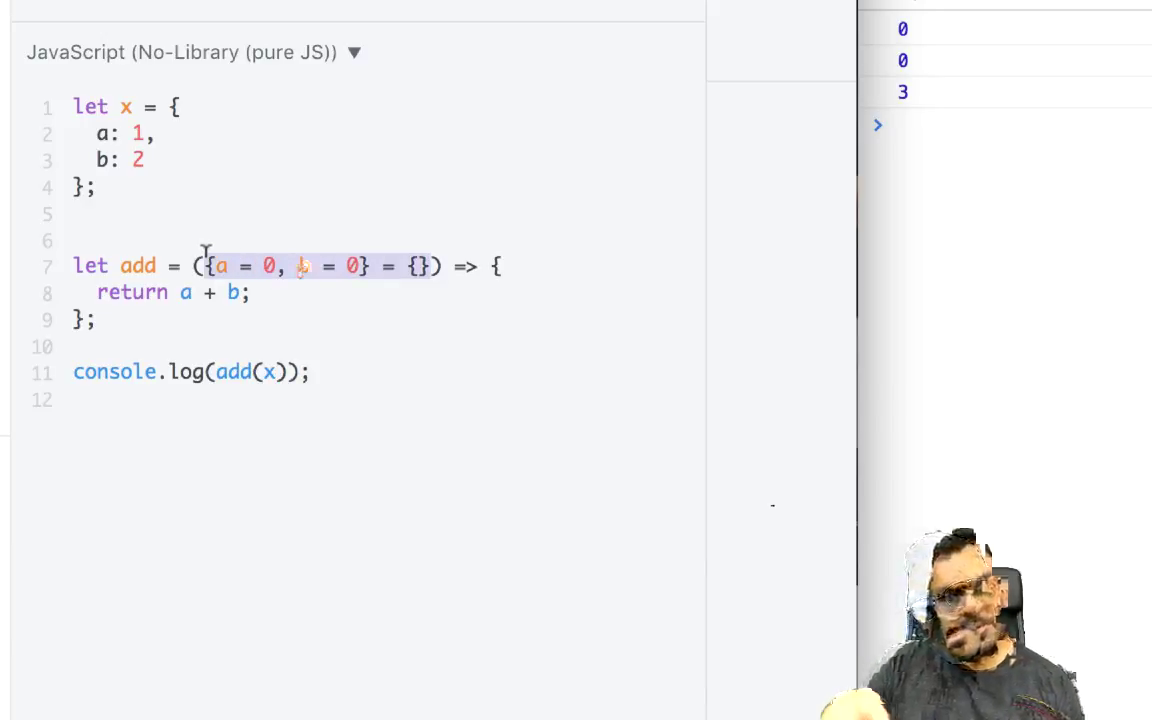 JavaScript (No-Library (pure JS)) ▼
1 let x = {
2 a: 1,
3 b: 2
4 };
5
6
7 let add = ({a = 0, b = 0} = {}) => {
8 return a + b;
9 };
10
11 console.log(add(x));
12
0
0
3
>